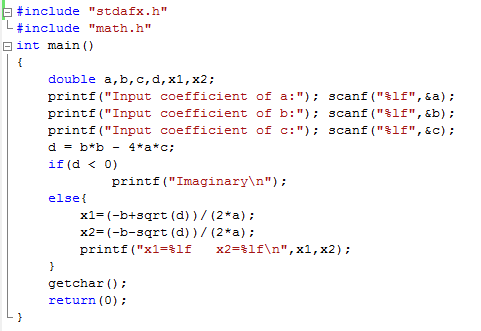 #include "stdafx.h"
#include "math.h"
int main()
{
double a,b,c,d,x1,x2;
printf("Input coefficient of a:"); scanf("%lf",&a);
printf("Input coefficient of b:"); scanf("%lf",&b);
printf("Input coefficient of c:"); scanf("%lf",&c);
d = b*b - 4*a*c;
if(d < 0)
printf("Imaginary\n");
else{
x1=(-b+sqrt(d))/(2*a);
x2=(-b-sqrt(d))/(2*a);
printf("x1=%lf   x2=%lf\n",x1,x2);
}
getchar();
return(0);
}